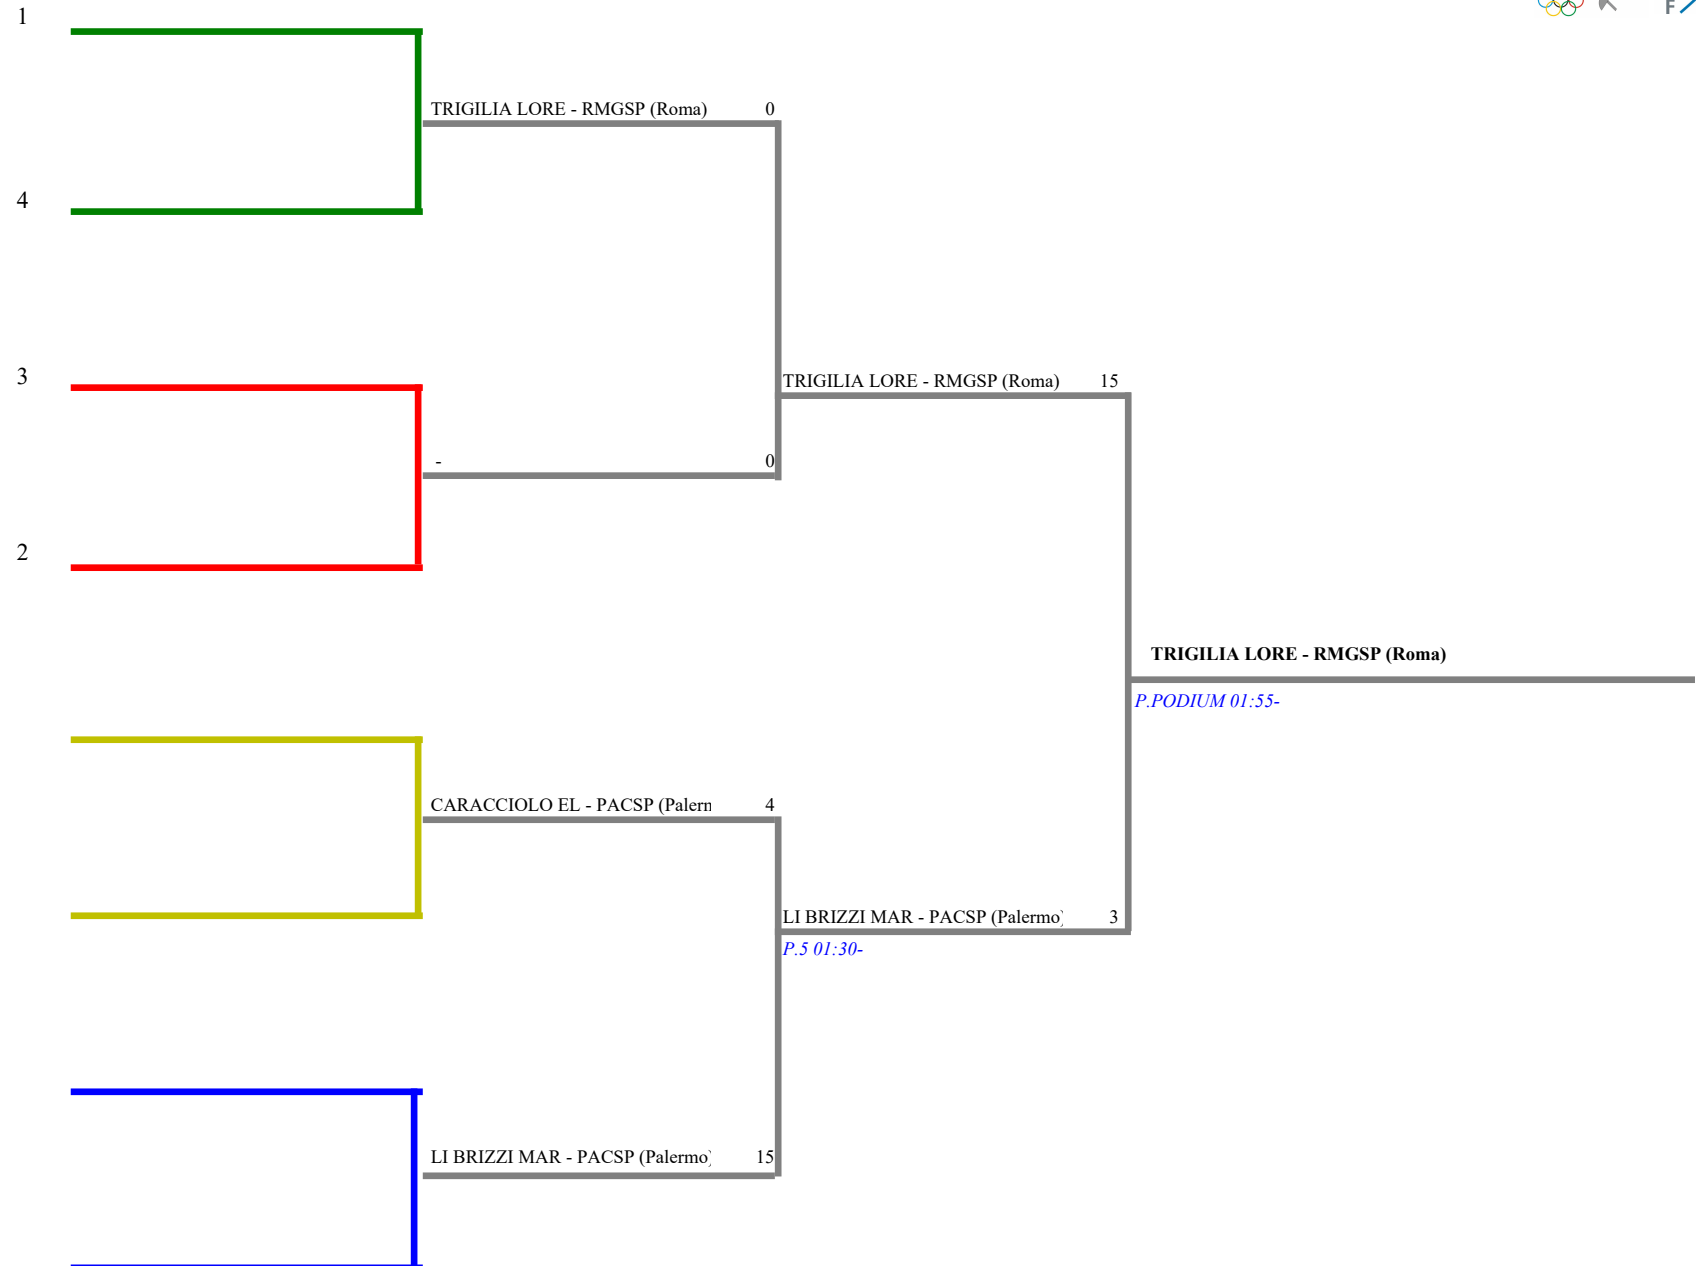 1
F
TRIGILIA LORE - RMGSP (Roma) 0
4
3
TRIGILIA LORE - RMGSP (Roma) 15
- 0
2
TRIGILIA LORE - RMGSP (Roma)
P.PODIUM 01:55-
CARACCIOLO EL - PACSP (Palern 4
LI BRIZZI MAR - PACSP (Palermo) 3
P.5 01:30-
LI BRIZZI MAR - PACSP (Palermo) 15